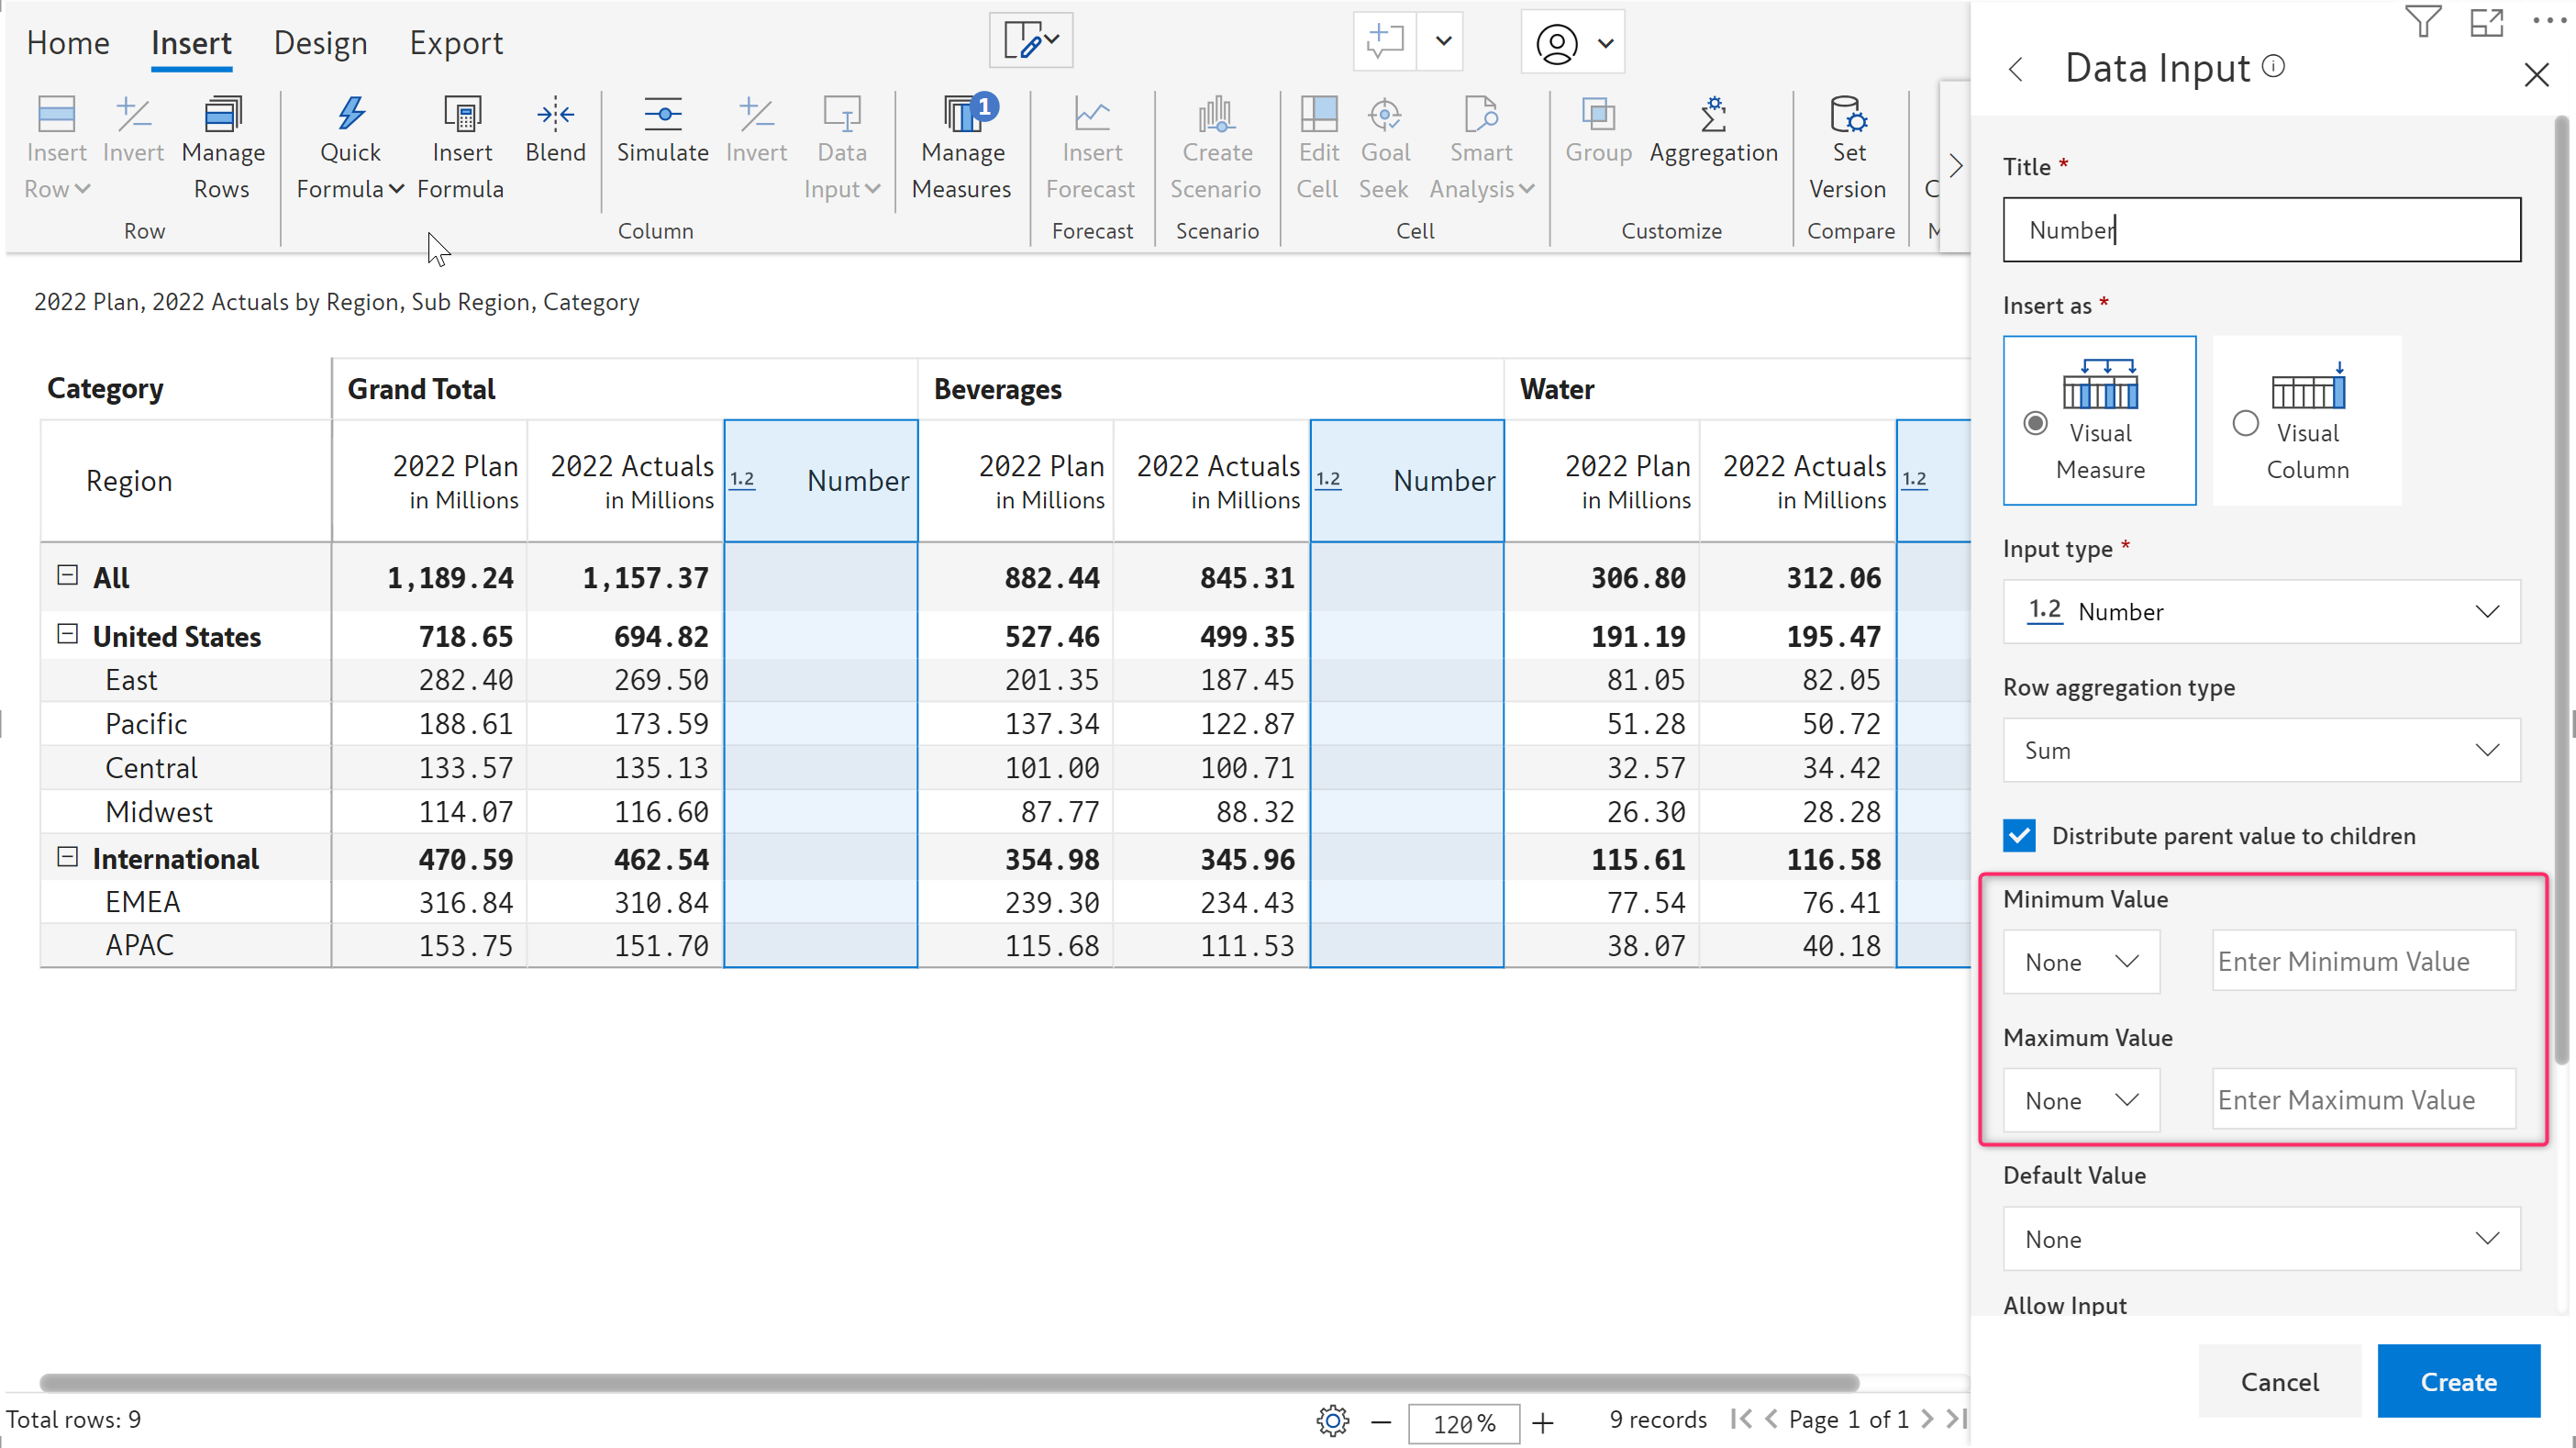 Home Insert Design Export
Insert Row
Invert
Manage Rows
Row
Quick Formula
Insert Formula
Blend
Simulate
Invert
Data Input
Column
1
Manage Measures
Insert Forecast
Forecast
Create Scenario
Scenario
Edit Cell
Goal Seek
Smart Analysis
Cell
Group
Aggregation
Customize
Set Version
Compare
2022 Plan, 2022 Actuals by Region, Sub Region, Category
Category Grand Total Beverages Water
Region 2022 Plan in Millions 2022 Actuals in Millions 1.2 Number 2022 Plan in Millions 2022 Actuals in Millions 1.2 Number 2022 Plan in Millions 2022 Actuals in Millions 1.2
All 1,189.24 1,157.37 882.44 845.31 306.80 312.06
United States 718.65 694.82 527.46 499.35 191.19 195.47
East 282.40 269.50 201.35 187.45 81.05 82.05
Pacific 188.61 173.59 137.34 122.87 51.28 50.72
Central 133.57 135.13 101.00 100.71 32.57 34.42
Midwest 114.07 116.60 87.77 88.32 26.30 28.28
International 470.59 462.54 354.98 345.96 115.61 116.58
EMEA 316.84 310.84 239.30 234.43 77.54 76.41
APAC 153.75 151.70 115.68 111.53 38.07 40.18
Total rows: 9
120%
9 records
Page 1 of 1
Data Input
Title *
Number
Insert as *
Visual Measure
Visual Column
Input type *
1.2 Number
Row aggregation type
Sum
Distribute parent value to children
Minimum Value
None Enter Minimum Value
Maximum Value
None Enter Maximum Value
Default Value
None
Allow Input
Cancel Create